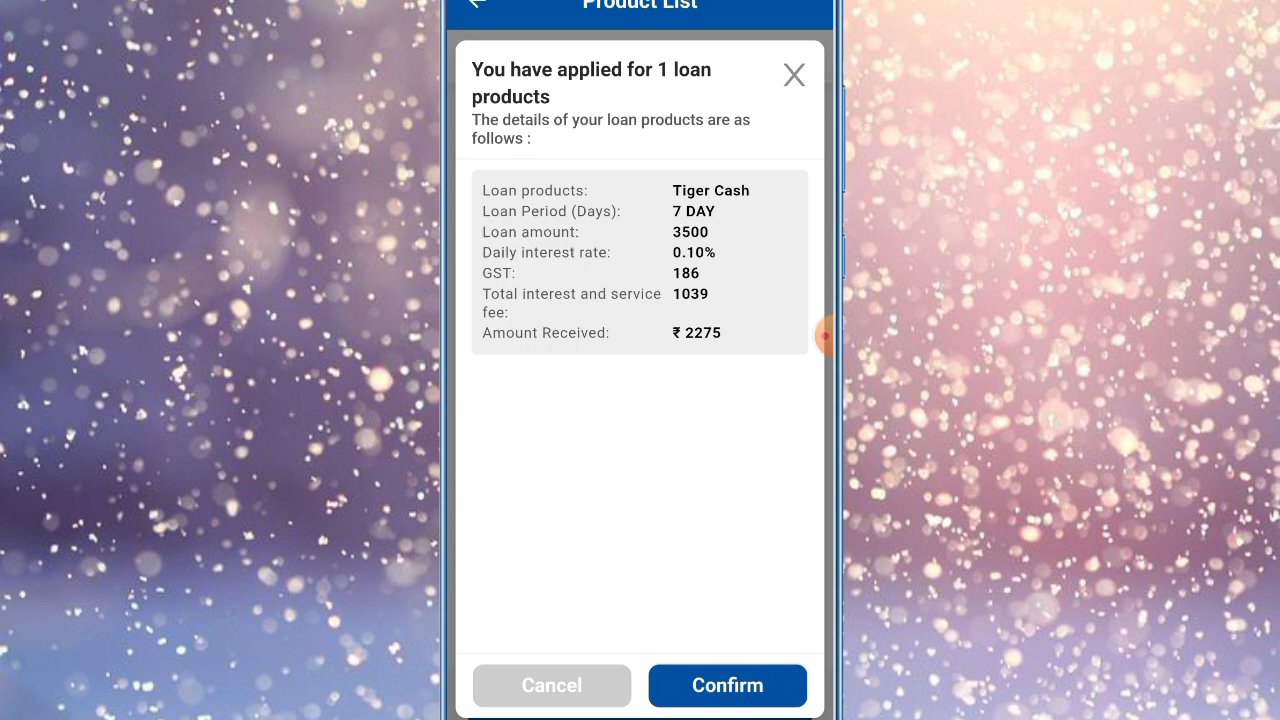 Product List
You have applied for 1 loan
products
The details of your loan products are as
follows :
Loan products: Tiger Cash
Loan Period (Days): 7 DAY
Loan amount: 3500
Daily interest rate: 0.10%
GST: 186
Total interest and service 1039
fee:
Amount Received: ₹ 2275
Cancel Confirm